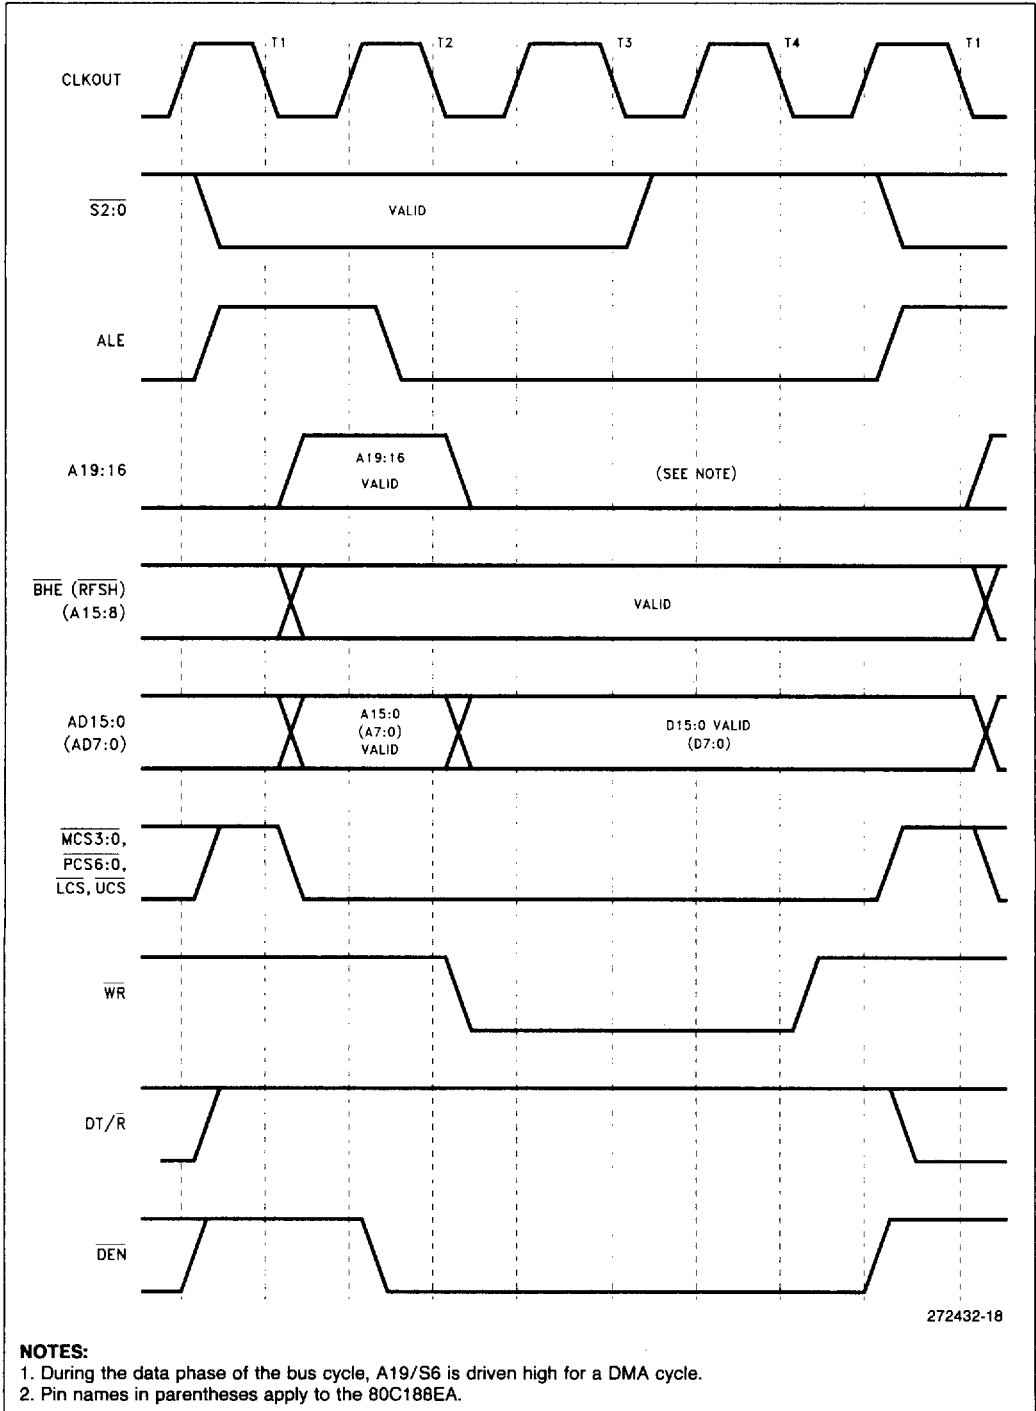 T1 T2 T3 T4 T1
CLKOUT
S2:0
VALID
ALE
A19:16
A19:16
VALID
(SEE NOTE)
BHE (RFSH)
(A15:8)
VALID
AD15:0
(AD7:0)
A15:0
(A7:0)
VALID
D15:0 VALID
(D7:0)
MCS3:0,
PCS6:0,
LCS, UCS
WR
DT/R
DEN
272432-18
NOTES:
1. During the data phase of the bus cycle, A19/S6 is driven high for a DMA cycle.
2. Pin names in parentheses apply to the 80C188EA.